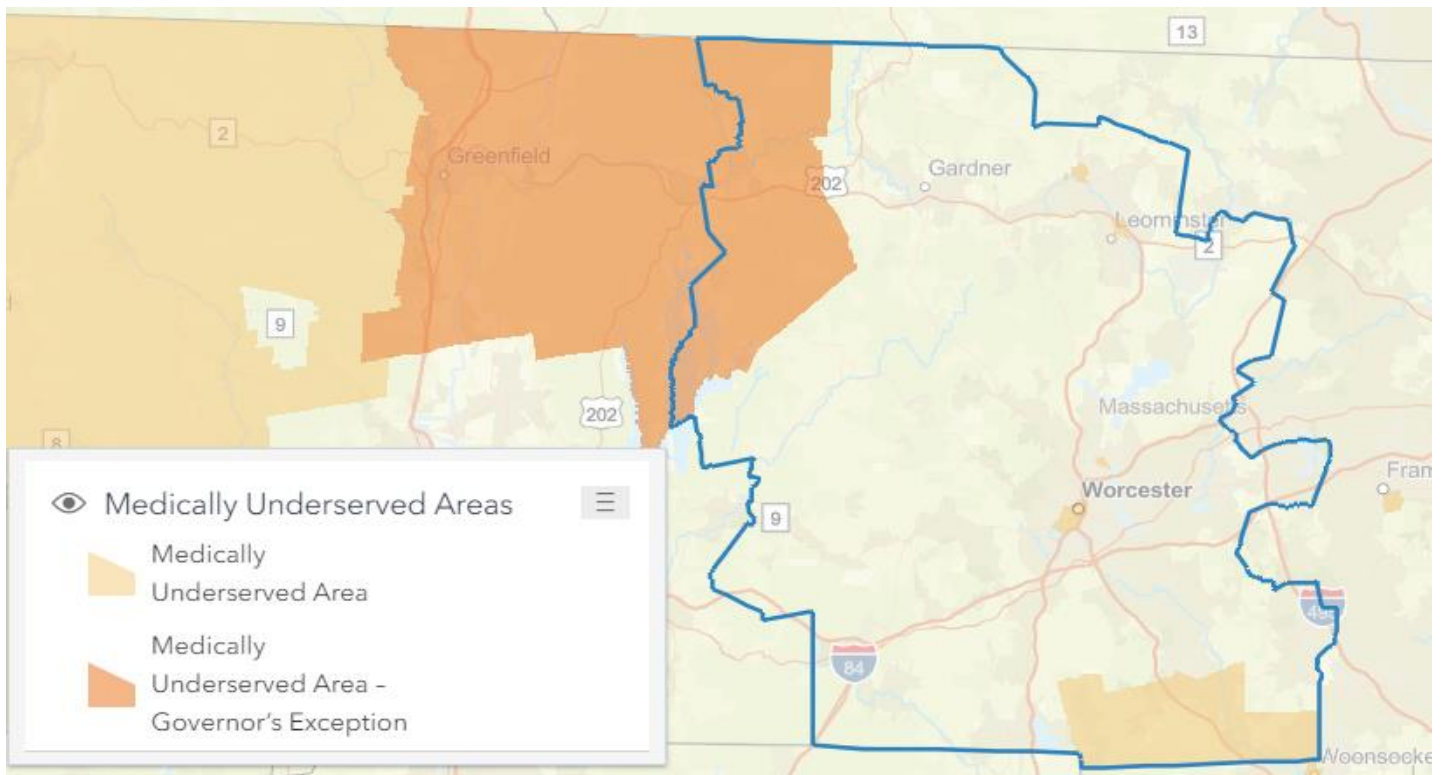 13
2
Greenfield
202
Gardner
Leominster
2
9
Massachusetts
202
8
Fram
Worcester
9
84
495
Woonsocke
Medically Underserved Areas
Medically
Underserved Area
Medically
Underserved Area –
Governor's Exception